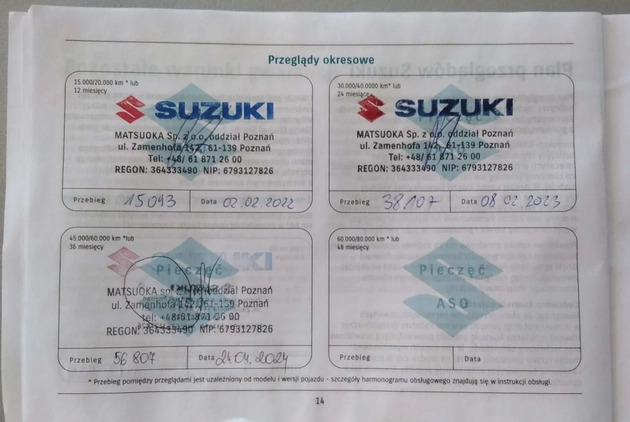 Przeglądy okresowe
15.000/20.000 km * lub
12 miesięcy
SUZUKI
MATSUOKA Sp. z o.o. oddział Poznań
ul. Zamenhofa 142, 61-139 Poznań
Tel: +48/ 61 871 26 00
REGON: 364333490 NIP: 6793127826
Przebieg 15093 Data 02.02.2022
30.000/40.0000 km * lub
24 miesiące
SUZUKI
MATSUOKA Sp. z o.o. oddział Poznań
ul. Zamenhofa 142, 61-139 Poznań
Tel: +48/ 61 871 26 00
REGON: 364333490 NIP: 6793127826
Przebieg 38.107 Data 08.02.2023
45.000/60.000 km *lub
36 miesięcy
SUZUKI
Pieczęć
MATSUOKA sp. oddział Poznań
ul. Zamenhofa 142, 61-139 Poznań
tel: +48 61 871 26 00
REGON: 364333490 NIP: 6793127826
Przebieg 56 807 Data 24.04.2024
60.000/80.000 km * lub
48 miesięcy
Pieczęć
ASO
Przebieg Data
* Przebieg pomiędzy przeglądami jest uzależniony od modelu i wersji pojazdu - szczegóły harmonogramu obsługowego znajdują się w instrukcji obsługi.
14